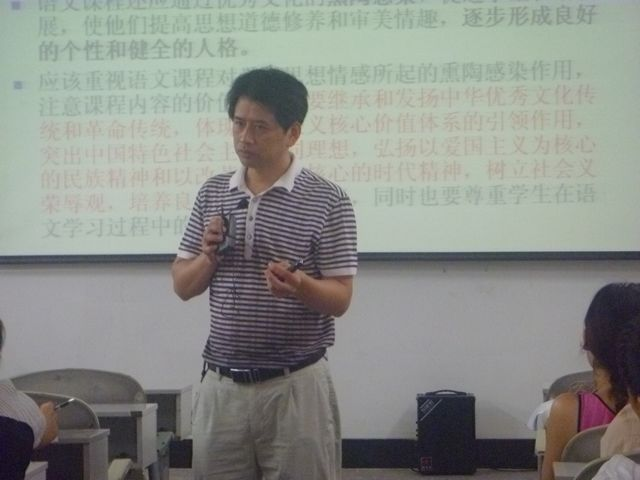 语文课程还应通过优秀文化的熏陶感染，
展，使他们提高思想道德修养和审美情趣，逐步形成良好
的个性和健全的人格。
应该重视语文课程对 思想情感所起的熏陶感染作用，
注意课程内容的价值 要继承和发扬中华优秀文化传
统和革命传统，体 义核心价值体系的引领作用，
突出中国特色社会主 同理想，弘扬以爱国主义为核心
的民族精神和以改 核心的时代精神，树立社会主义
荣辱观，培养良 ，同时也要尊重学生在语
文学习过程中的